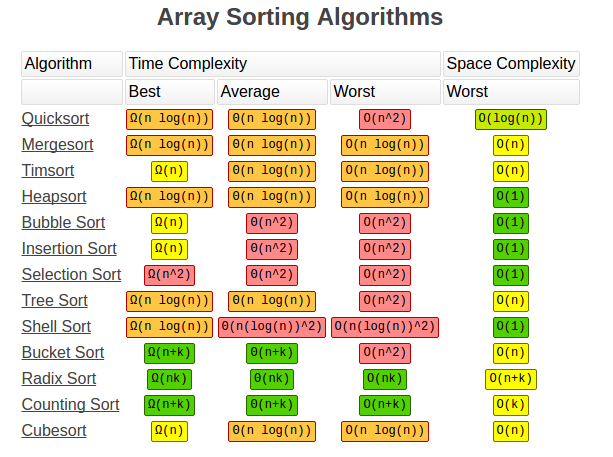 Array Sorting Algorithms
Algorithm Time Complexity Space Complexity
Best Average Worst Worst
Quicksort Ω(n log(n)) Θ(n log(n)) O(n^2) O(log(n))
Mergesort Ω(n log(n)) Θ(n log(n)) O(n log(n)) O(n)
Timsort Ω(n) Θ(n log(n)) O(n log(n)) O(n)
Heapsort Ω(n log(n)) Θ(n log(n)) O(n log(n)) O(1)
Bubble Sort Ω(n) Θ(n^2) O(n^2) O(1)
Insertion Sort Ω(n) Θ(n^2) O(n^2) O(1)
Selection Sort Ω(n^2) Θ(n^2) O(n^2) O(1)
Tree Sort Ω(n log(n)) Θ(n log(n)) O(n^2) O(n)
Shell Sort Ω(n log(n)) Θ(n(log(n))^2) O(n(log(n))^2) O(1)
Bucket Sort Ω(n+k) Θ(n+k) O(n^2) O(n)
Radix Sort Ω(nk) Θ(nk) O(nk) O(n+k)
Counting Sort Ω(n+k) Θ(n+k) O(n+k) O(k)
Cubesort Ω(n) Θ(n log(n)) O(n log(n)) O(n)